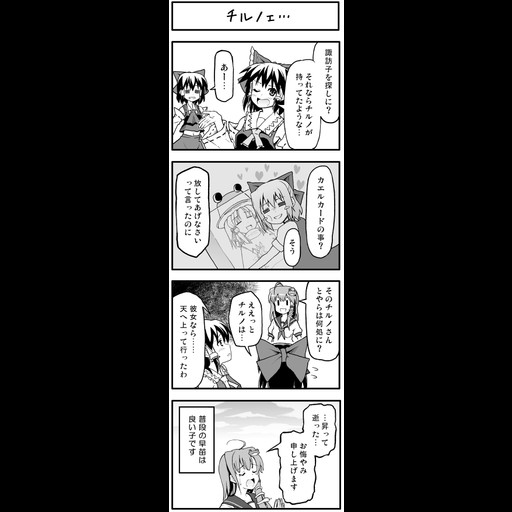 チルノェ…
諏訪子を探しに?
それならチルノが
持ってたような…
あー…
カエルカードの事?
そう
放してあげなさい
って言ったのに
そのチルノさん
とやらは何処に?
ええっと
チルノは…
彼女なら……
天へ上って行ったわ
…昇って
逝った…
お悔やみ
申し上げます
普段の早苗は
良い子です